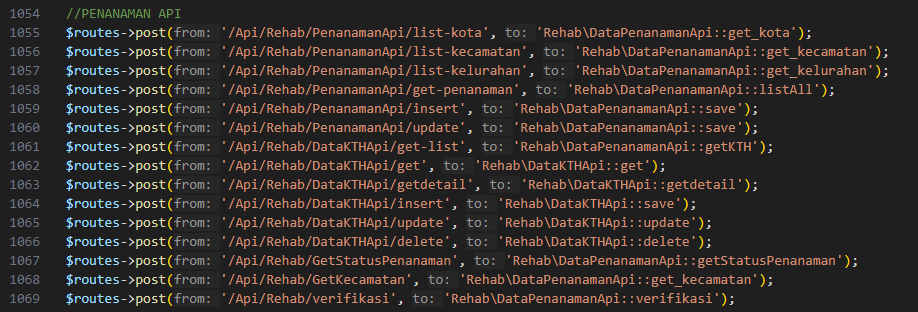 1054 //PENANAMAN API
1055 $routes->post(from: '/Api/Rehab/PenanamanApi/list-kota', to: 'Rehab\DataPenanamanApi::get_kota');
1056 $routes->post(from: '/Api/Rehab/PenanamanApi/list-kecamatan', to: 'Rehab\DataPenanamanApi::get_kecamatan');
1057 $routes->post(from: '/Api/Rehab/PenanamanApi/list-kelurahan', to: 'Rehab\DataPenanamanApi::get_kelurahan');
1058 $routes->post(from: '/Api/Rehab/PenanamanApi/get-penanaman', to: 'Rehab\DataPenanamanApi::listAll');
1059 $routes->post(from: '/Api/Rehab/PenanamanApi/insert', to: 'Rehab\DataPenanamanApi::save');
1060 $routes->post(from: '/Api/Rehab/PenanamanApi/update', to: 'Rehab\DataPenanamanApi::save');
1061 $routes->post(from: '/Api/Rehab/DataKTHApi/get-list', to: 'Rehab\DataPenanamanApi::getKTH');
1062 $routes->post(from: '/Api/Rehab/DataKTHApi/get', to: 'Rehab\DataKTHApi::get');
1063 $routes->post(from: '/Api/Rehab/DataKTHApi/getdetail', to: 'Rehab\DataKTHApi::getdetail');
1064 $routes->post(from: '/Api/Rehab/DataKTHApi/insert', to: 'Rehab\DataKTHApi::save');
1065 $routes->post(from: '/Api/Rehab/DataKTHApi/update', to: 'Rehab\DataKTHApi::update');
1066 $routes->post(from: '/Api/Rehab/DataKTHApi/delete', to: 'Rehab\DataKTHApi::delete');
1067 $routes->post(from: '/Api/Rehab/GetStatusPenanaman', to: 'Rehab\DataPenanamanApi::getStatusPenanaman');
1068 $routes->post(from: '/Api/Rehab/GetKecamatan', to: 'Rehab\DataPenanamanApi::get_kecamatan');
1069 $routes->post(from: '/Api/Rehab/verifikasi', to: 'Rehab\DataPenanamanApi::verifikasi');